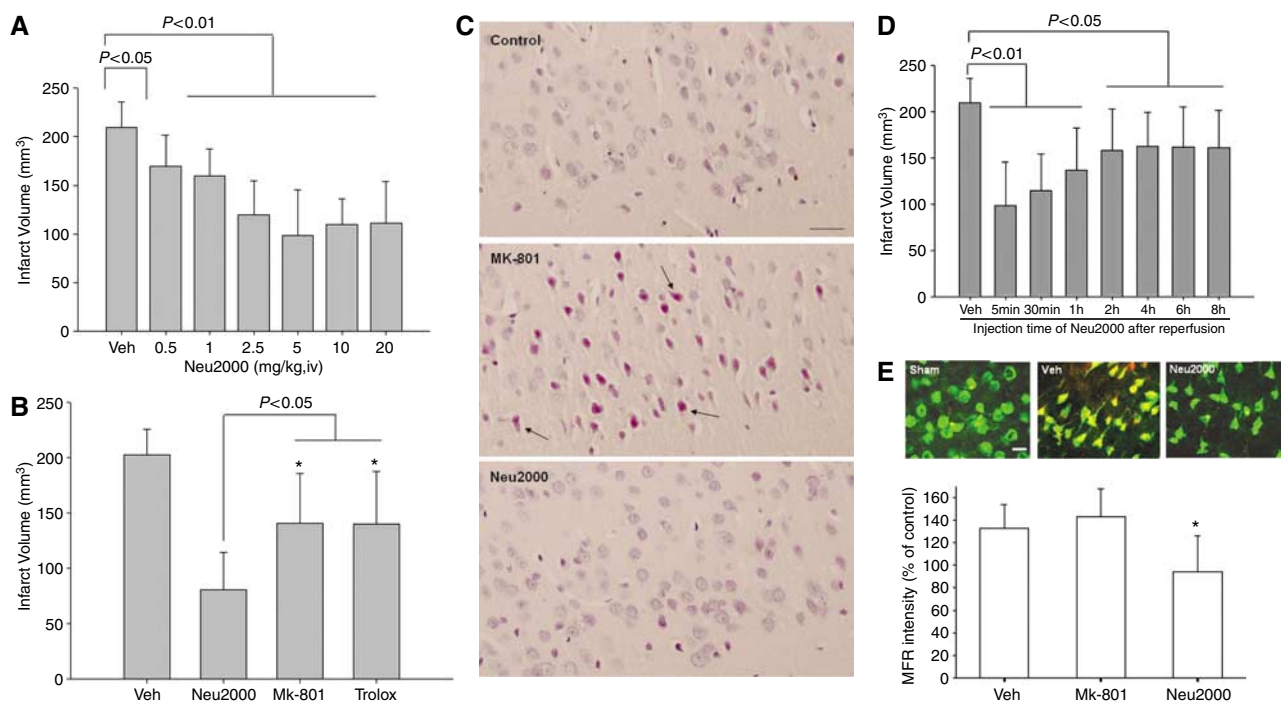 A
P<0.01
P<0.05
Infarct Volume (mm³)
250
200
150
100
50
0
Veh 0.5 1 2.5 5 10 20
Neu2000 (mg/kg,iv)
B
P<0.05
Infarct Volume (mm³)
250
200
150
100
50
0
* *
Veh Neu2000 Mk-801 Trolox
C
Control
MK-801
Neu2000
D
P<0.05
P<0.01
Infarct Volume (mm³)
250
200
150
100
50
0
Veh 5min 30min 1h 2h 4h 6h 8h
Injection time of Neu2000 after reperfusion
E
Sham Veh Neu2000
MFR intensity (% of control)
160
140
120
100
80
60
40
20
0
*
Veh Mk-801 Neu2000